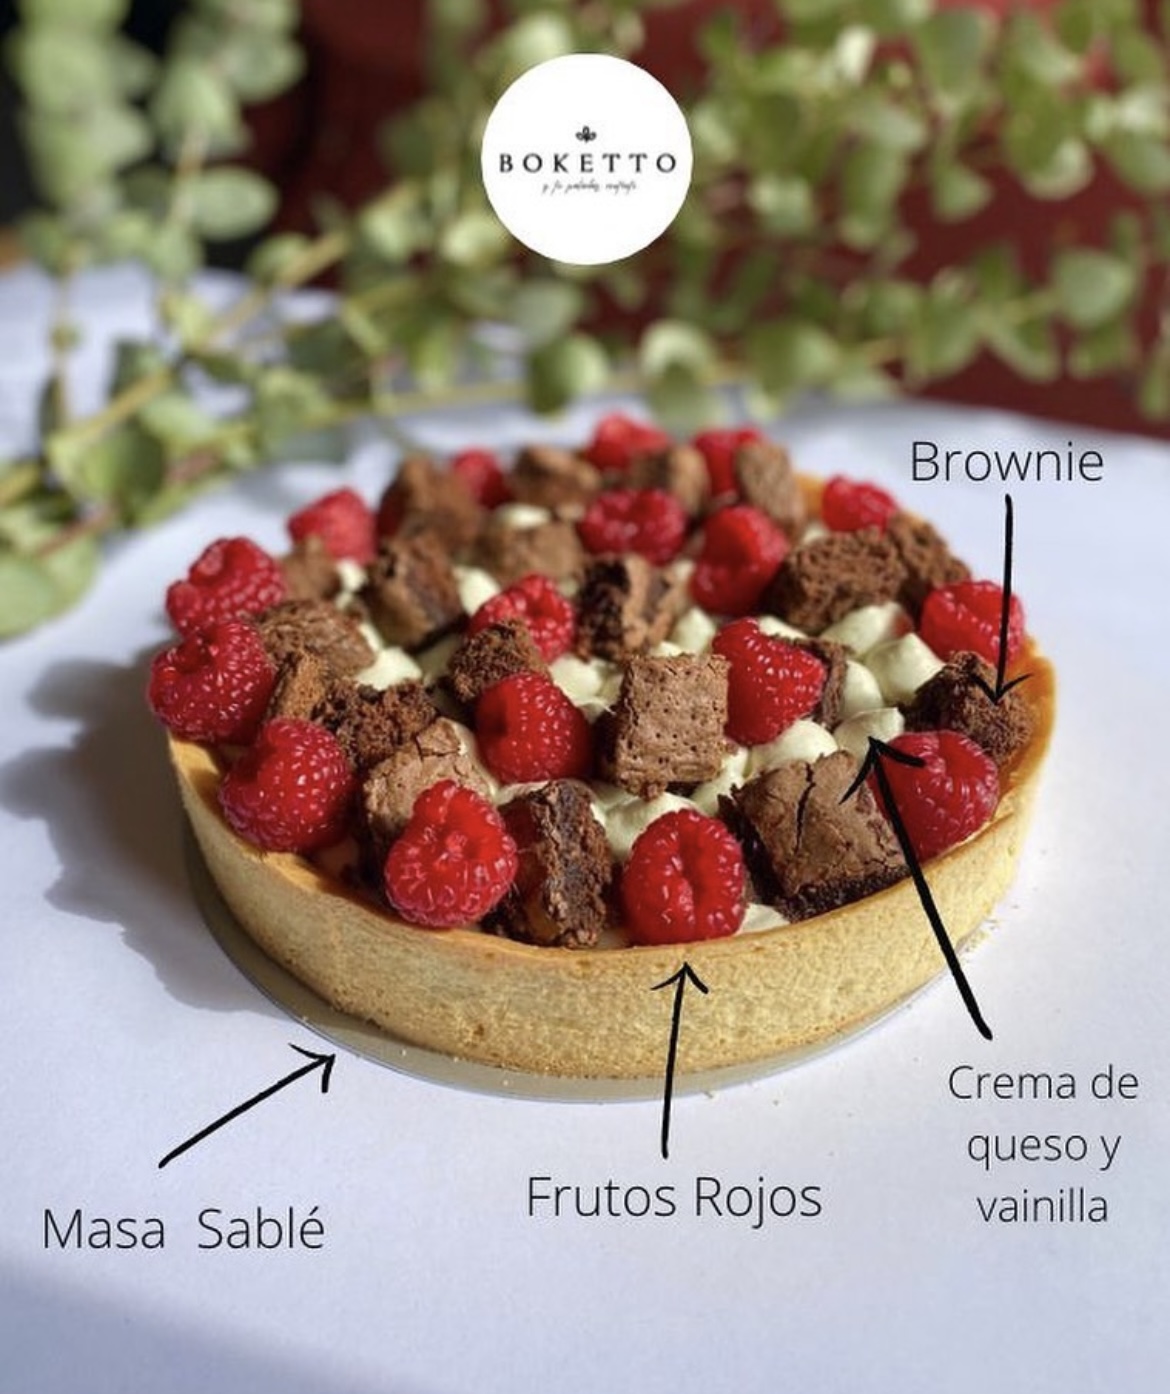 BOKETTO
Brownie
Crema de
queso y
vainilla
Frutos Rojos
Masa Sablé